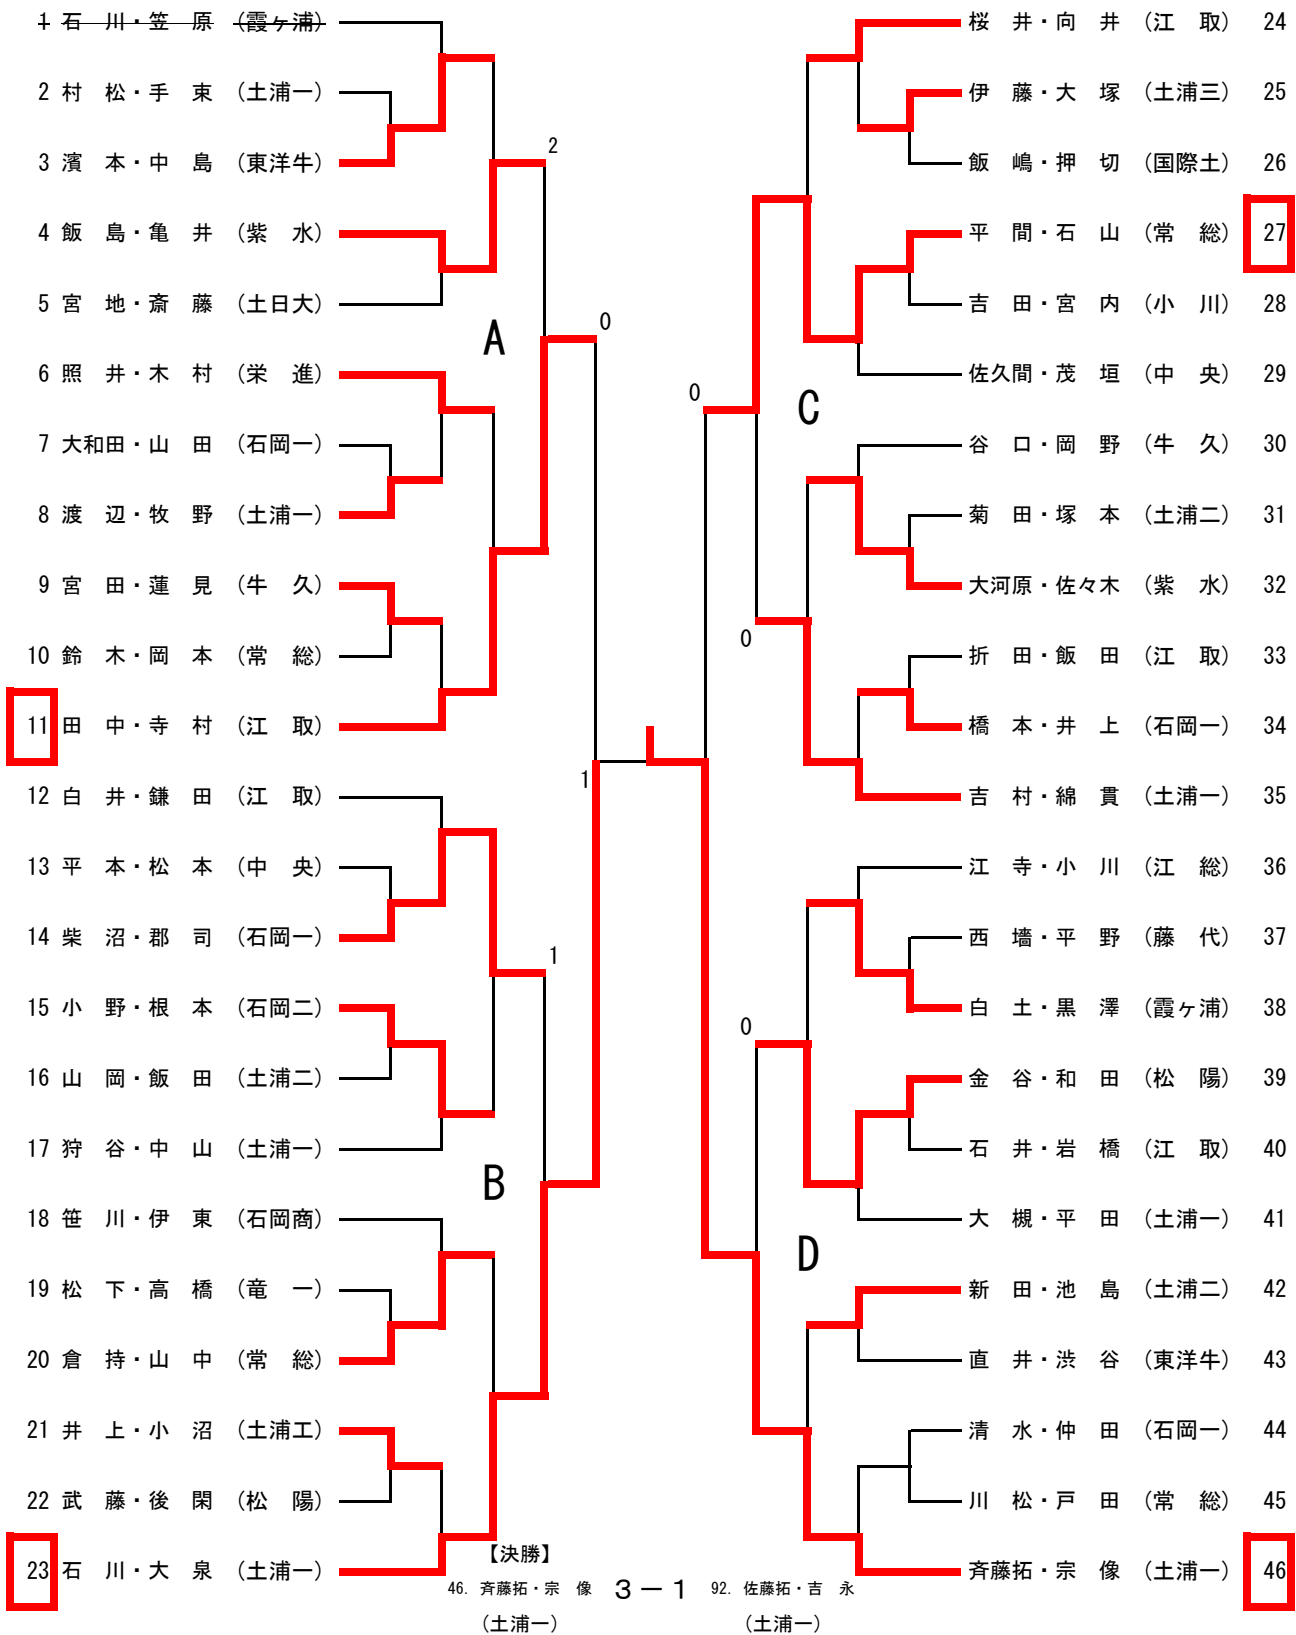 1 石川・笠原 (霞ヶ浦)
2 村松・手束 (土浦一)
3 濱本・中島 (東洋牛)
4 飯島・亀井 (紫水)
5 宮地・斎藤 (土日大)
6 照井・木村 (栄進)
7 大和田・山田 (石岡一)
8 渡辺・牧野 (土浦一)
9 宮田・蓮見 (牛久)
10 鈴木・岡本 (常総)
11 田中・寺村 (江取)
12 白井・鎌田 (江取)
13 平本・松本 (中央)
14 柴沼・郡司 (石岡一)
15 小野・根本 (石岡二)
16 山岡・飯田 (土浦二)
17 狩谷・中山 (土浦一)
18 笹川・伊東 (石岡商)
19 松下・高橋 (竜一)
20 倉持・山中 (常総)
21 井上・小沼 (土浦工)
22 武藤・後閑 (松陽)
23 石川・大泉 (土浦一)
2
A
0
1
1
B
0
C
0
0
D
桜井・向井 (江取) 24
伊藤・大塚 (土浦三) 25
飯嶋・押切 (国際土) 26
平間・石山 (常総) 27
吉田・宮内 (小川) 28
佐久間・茂垣 (中央) 29
谷口・岡野 (牛久) 30
菊田・塚本 (土浦二) 31
大河原・佐々木 (紫水) 32
折田・飯田 (江取) 33
橋本・井上 (石岡一) 34
吉村・綿貫 (土浦一) 35
江寺・小川 (江総) 36
西墻・平野 (藤代) 37
白土・黒澤 (霞ヶ浦) 38
金谷・和田 (松陽) 39
石井・岩橋 (江取) 40
大槻・平田 (土浦一) 41
新田・池島 (土浦二) 42
直井・渋谷 (東洋牛) 43
清水・仲田 (石岡一) 44
川松・戸田 (常総) 45
斉藤拓・宗像 (土浦一) 46
【決勝】
46. 斉藤拓・宗像 3－1 92. 佐藤拓・吉永
(土浦一) (土浦一)